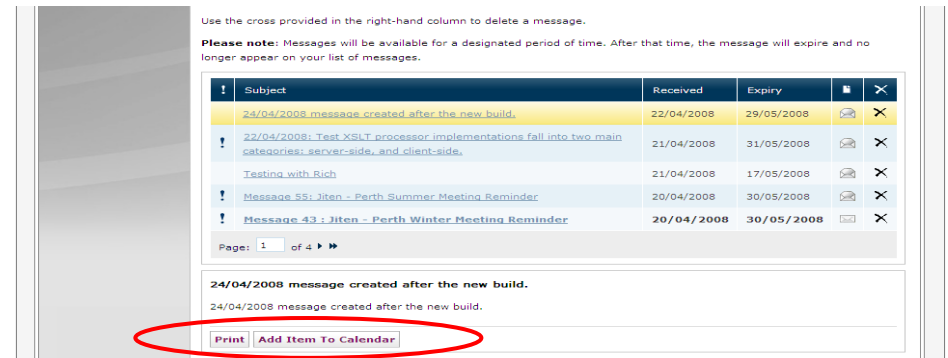 Use the cross provided in the right-hand column to delete a message.
Please note: Messages will be available for a designated period of time. After that time, the message will expire and no
longer appear on your list of messages.
! Subject Received Expiry
24/04/2008 message created after the new build. 22/04/2008 29/05/2008
! 22/04/2008: Test XSLT processor implementations fall into two main
categories: server-side, and client-side. 21/04/2008 31/05/2008
Testing with Rich 21/04/2008 17/05/2008
! Message 55: Jiten - Perth Summer Meeting Reminder 20/04/2008 30/05/2008
! Message 43 : Jiten - Perth Winter Meeting Reminder 20/04/2008 30/05/2008
Page: 1 of 4
24/04/2008 message created after the new build.
24/04/2008 message created after the new build.
Print Add Item To Calendar